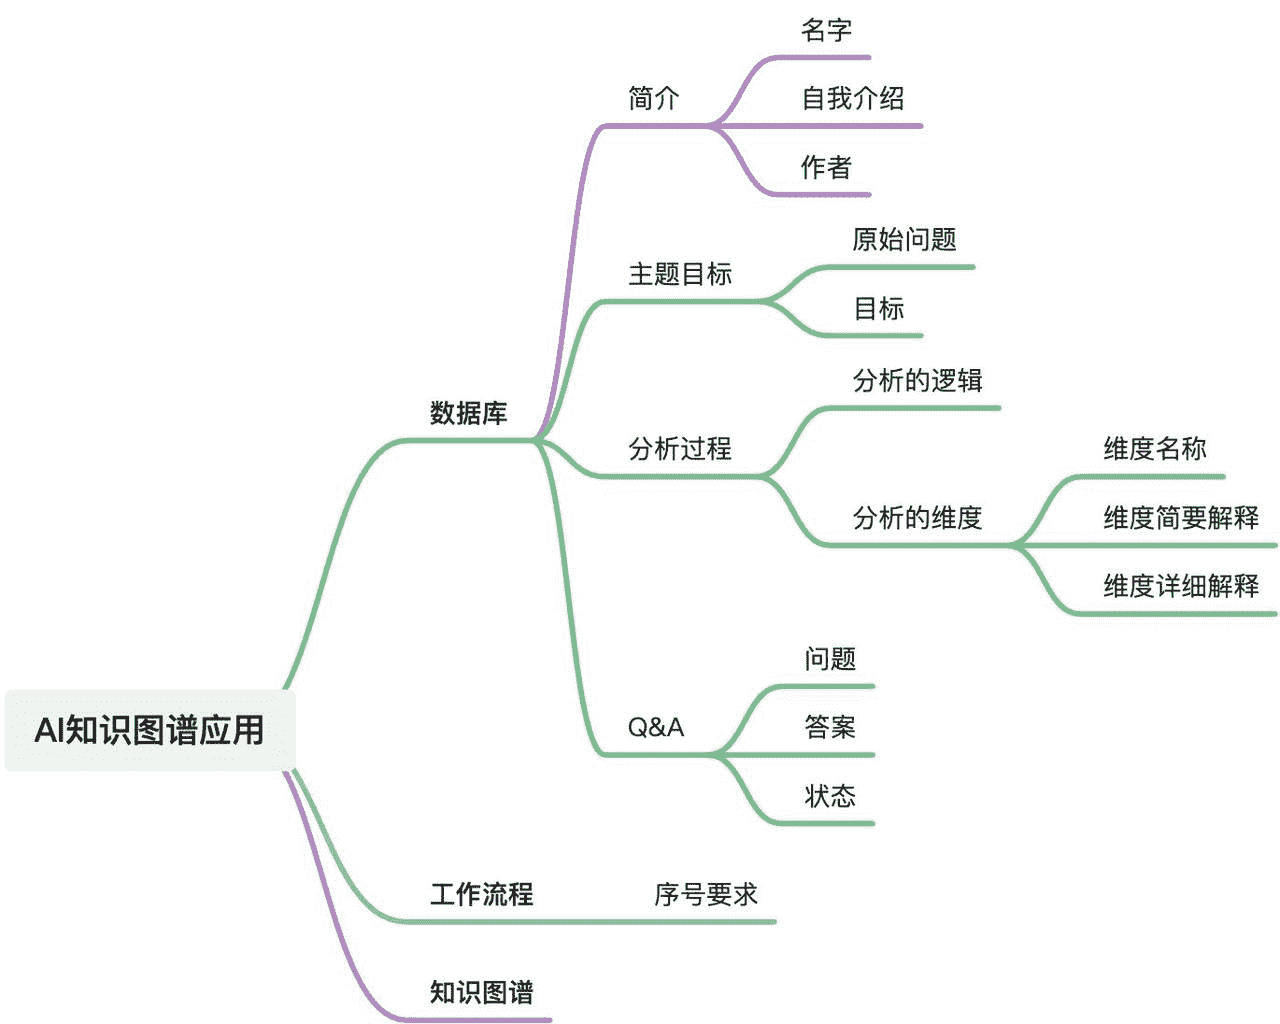 名字
简介
自我介绍
作者
原始问题
主题目标
目标
分析的逻辑
数据库
分析过程
维度名称
分析的维度
维度简要解释
维度详细解释
问题
Q&A
答案
AI知识图谱应用
状态
工作流程
序号要求
知识图谱